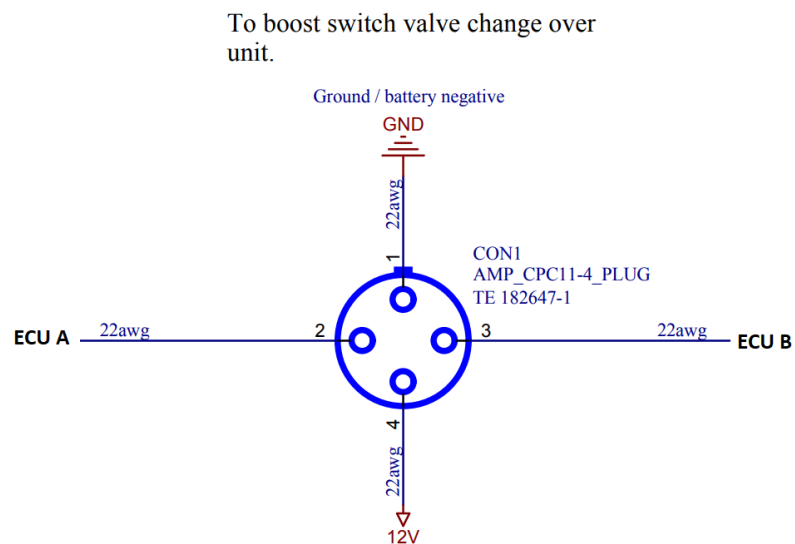 To boost switch valve change over
unit.
Ground / battery negative
GND
22awg
1
CON1
AMP_CPC11-4_PLUG
TE 182647-1
ECU A 22awg 2 3 22awg ECU B
4
22awg
12V